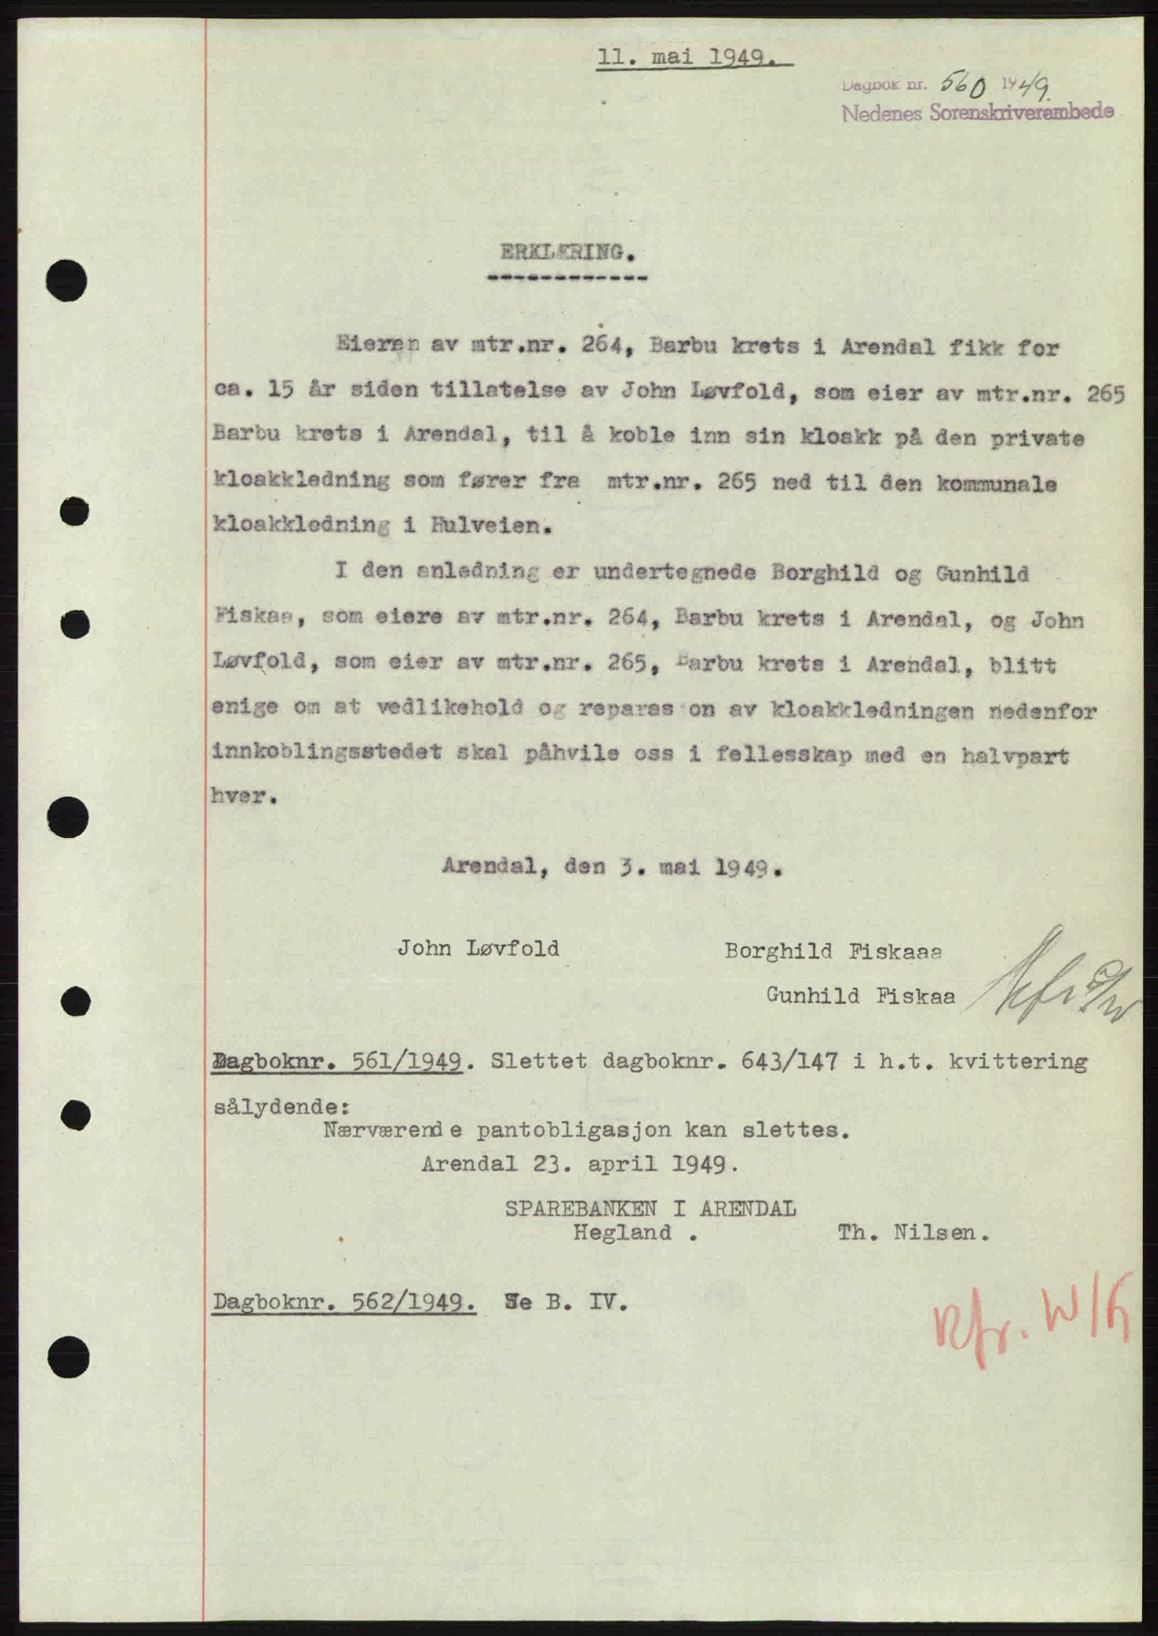 11. mai 1949.
Dagbok nr. 560 1949.
Nedenes Sorenskriverembede
ERKLÆRING.
------------
Eieren av mtr.nr. 264, Barbu krets i Arendal fikk for
ca. 15 år siden tillatelse av John Løvfold, som eier av mtr.nr. 265
Barbu krets i Arendal, til å koble inn sin kloakk på den private
kloakkledning som fører fra mtr.nr. 265 ned til den kommunale
kloakkledning i Hulveien.
I den anledning er undertegnede Borghild og Gunhild
Fiskaa, som eiere av mtr.nr. 264, Barbu krets i Arendal, og John
Løvfold, som eier av mtr.nr. 265, Barbu krets i Arendal, blitt
enige om at vedlikehold og reparasjon av kloakkledningen nedenfor
innkoblingsstedet skal påhvile oss i fellesskap med en halvpart
hver.
Arendal, den 3. mai 1949.
John Løvfold Borghild Fiskaaa
Gunhild Fiskaa
Dagboknr. 561/1949. Slettet dagboknr. 643/147 i h.t. kvittering
sålydende:
Nærværende pantobligasjon kan slettes.
Arendal 23. april 1949.
SPAREBANKEN I ARENDAL
Hegland . Th. Nilsen.
Dagboknr. 562/1949. Se B. IV.
Kfr.